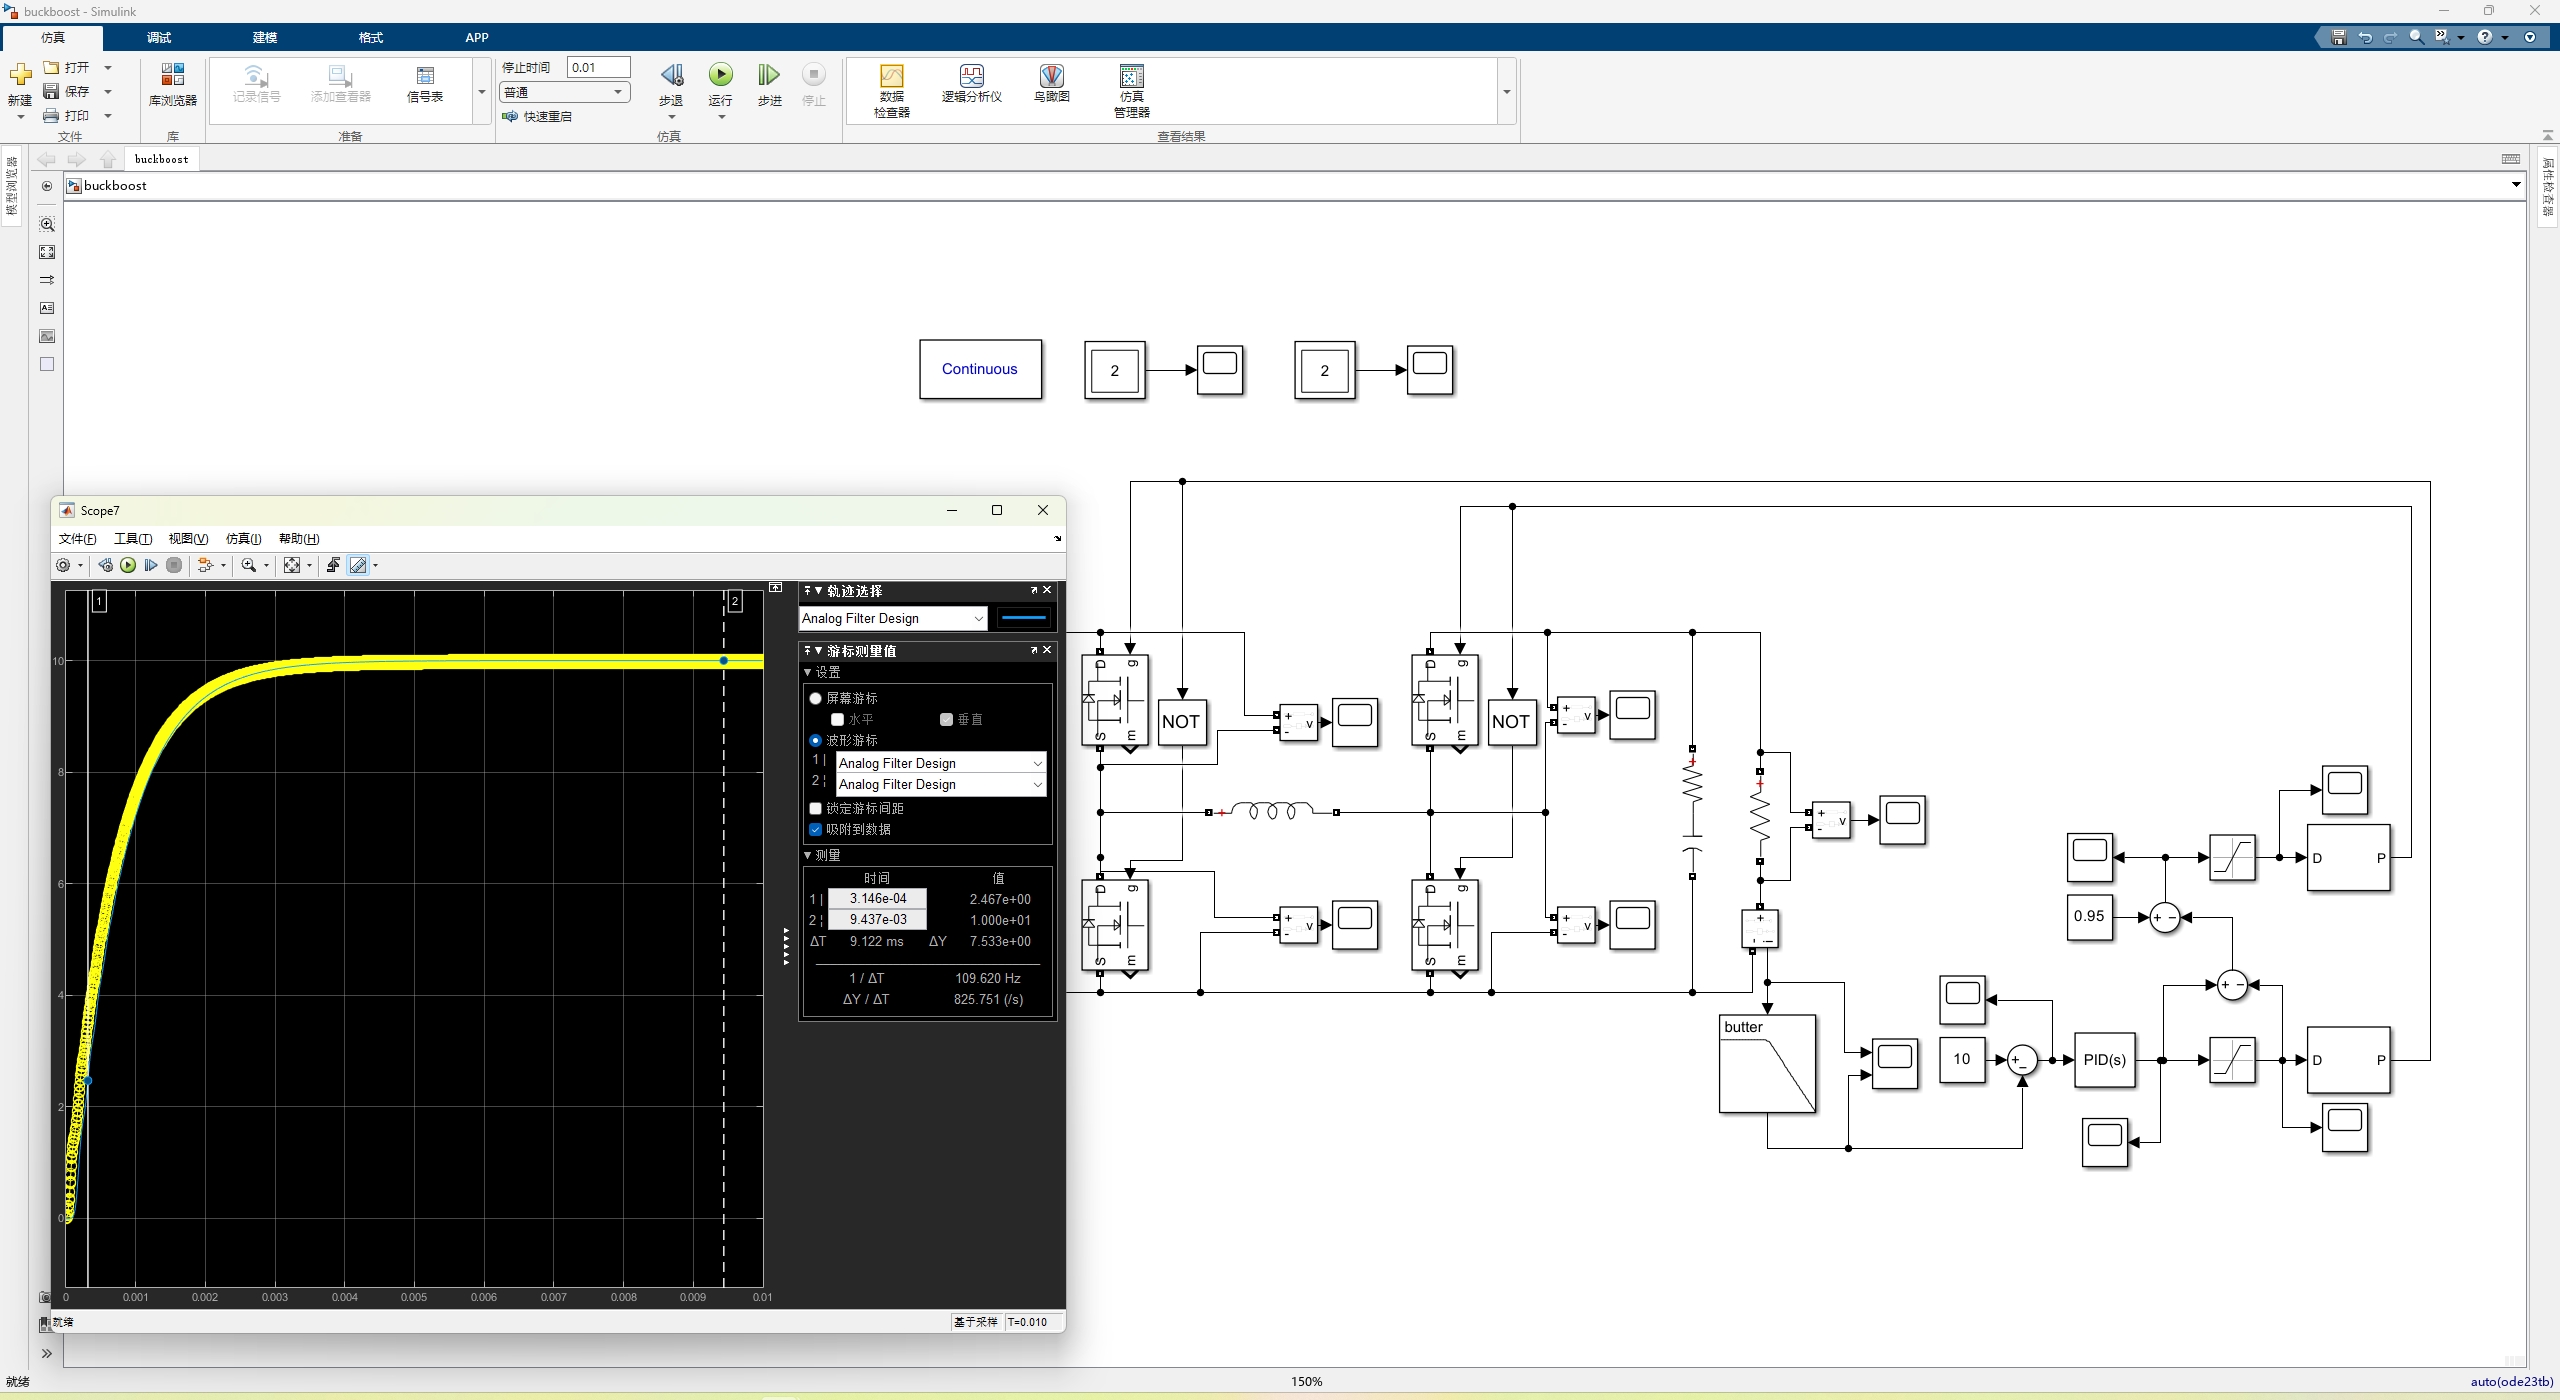 buckboost - Simulink
仿真 调试 建模 格式 APP
新建 打开 保存 打印 文件
库浏览器 库
记录信号 添加查看器 信号表 准备
停止时间 0.01
普通
快速重启
步退 运行 步进 停止 仿真
数据检查器 逻辑分析仪 鸟瞰图 仿真管理器 查看结果
模型浏览器
属性检查器
buckboost
buckboost
Continuous 2 2
Scope7
文件(F) 工具(T) 视图(V) 仿真(I) 帮助(H)
1 2
10
8
6
4
2
0
0 0.001 0.002 0.003 0.004 0.005 0.006 0.007 0.008 0.009 0.01
轨迹选择
Analog Filter Design
游标测量值
设置
屏幕游标
水平 垂直
波形游标
1 | Analog Filter Design
2 ¦ Analog Filter Design
锁定游标间距
吸附到数据
测量
时间 值
1 | 3.146e-04 2.467e+00
2 ¦ 9.437e-03 1.000e+01
ΔT 9.122 ms ΔY 7.533e+00
1 / ΔT 109.620 Hz
ΔY / ΔT 825.751 (/s)
就绪 基于采样 T=0.010
D g S m NOT + - v
D g S m NOT + - v
D g S m + - v
D g S m + - v
+ - v
+ - i
butter
10 + - PID(s) D P
0.95 + - D P
+ -
就绪 150% auto(ode23tb)